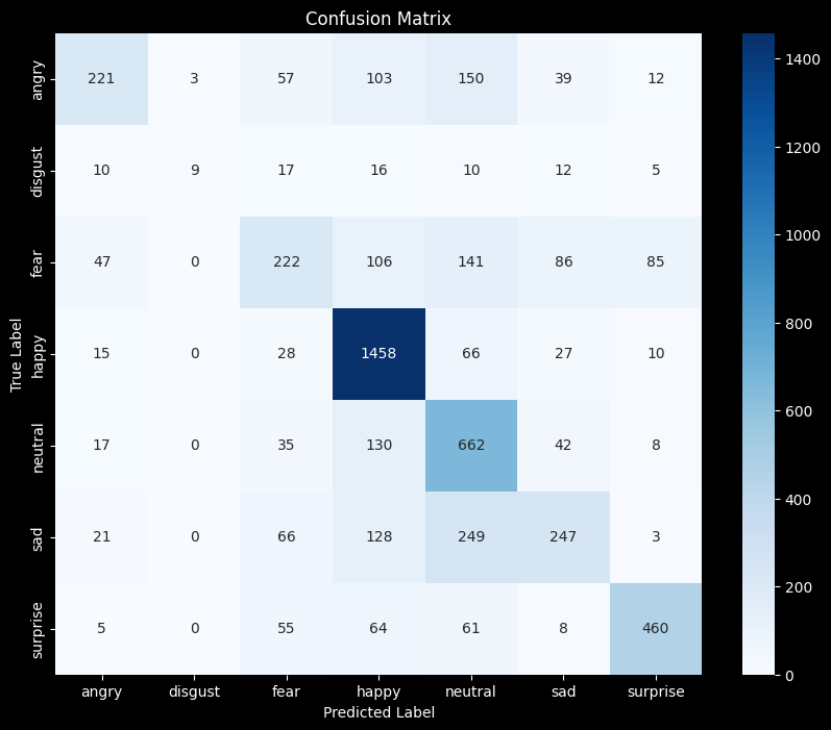 Confusion Matrix
angry 221 3 57 103 150 39 12
disgust 10 9 17 16 10 12 5
fear 47 0 222 106 141 86 85
happy 15 0 28 1458 66 27 10
neutral 17 0 35 130 662 42 8
sad 21 0 66 128 249 247 3
surprise 5 0 55 64 61 8 460
True Label
angry disgust fear happy neutral sad surprise
Predicted Label
1400
1200
1000
800
600
400
200
0